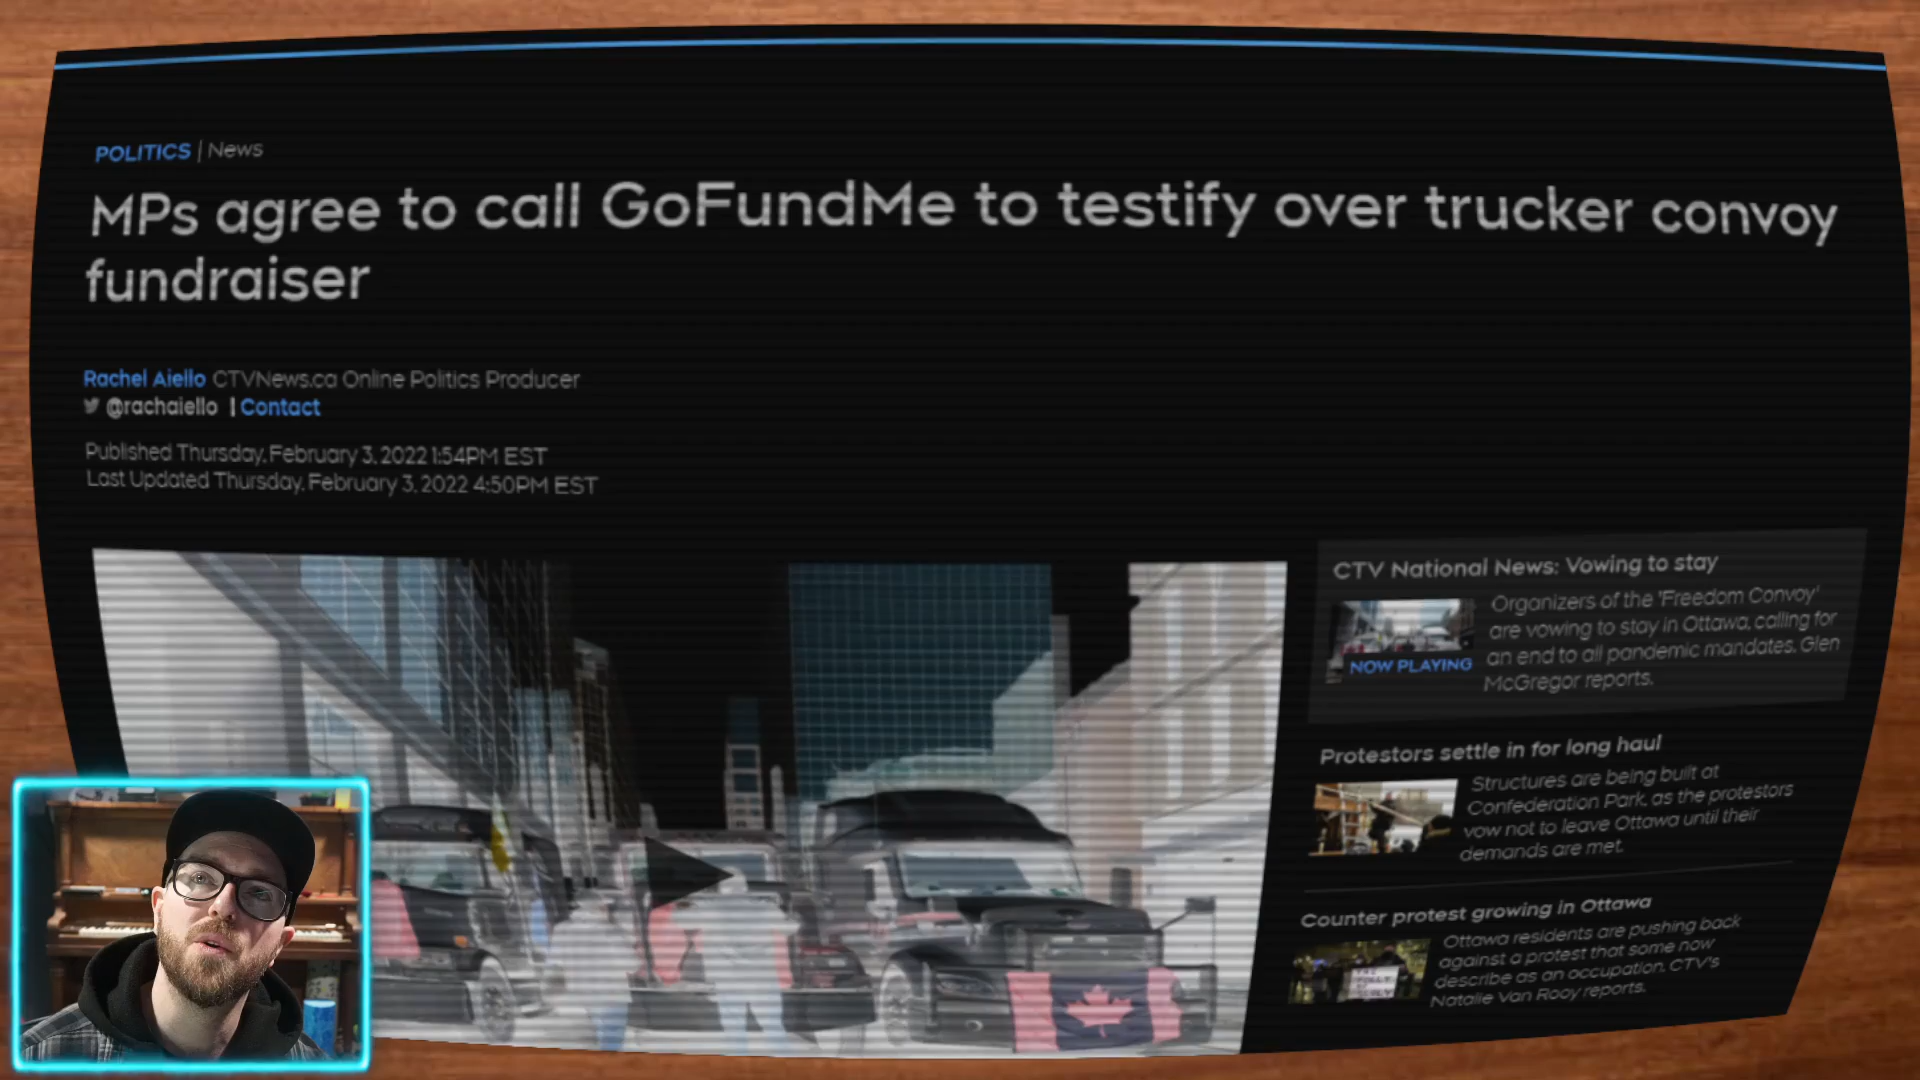 POLITICS | News
MPs agree to call GoFundMe to testify over trucker convoy
fundraiser
Rachel Aiello CTVNews.ca Online Politics Producer
@rachaiello | Contact
Published Thursday, February 3, 2022 1:54PM EST
Last Updated Thursday, February 3, 2022 4:50PM EST
CTV National News: Vowing to stay
Organizers of the 'Freedom Convoy'
are vowing to stay in Ottawa, calling for
an end to all pandemic mandates. Glen
McGregor reports.
NOW PLAYING
Protestors settle in for long haul
Structures are being built at
Confederation Park, as the protestors
vow not to leave Ottawa until their
demands are met.
Counter protest growing in Ottawa
Ottawa residents are pushing back
against a protest that some now
describe as an occupation. CTV's
Natalie Van Rooy reports.